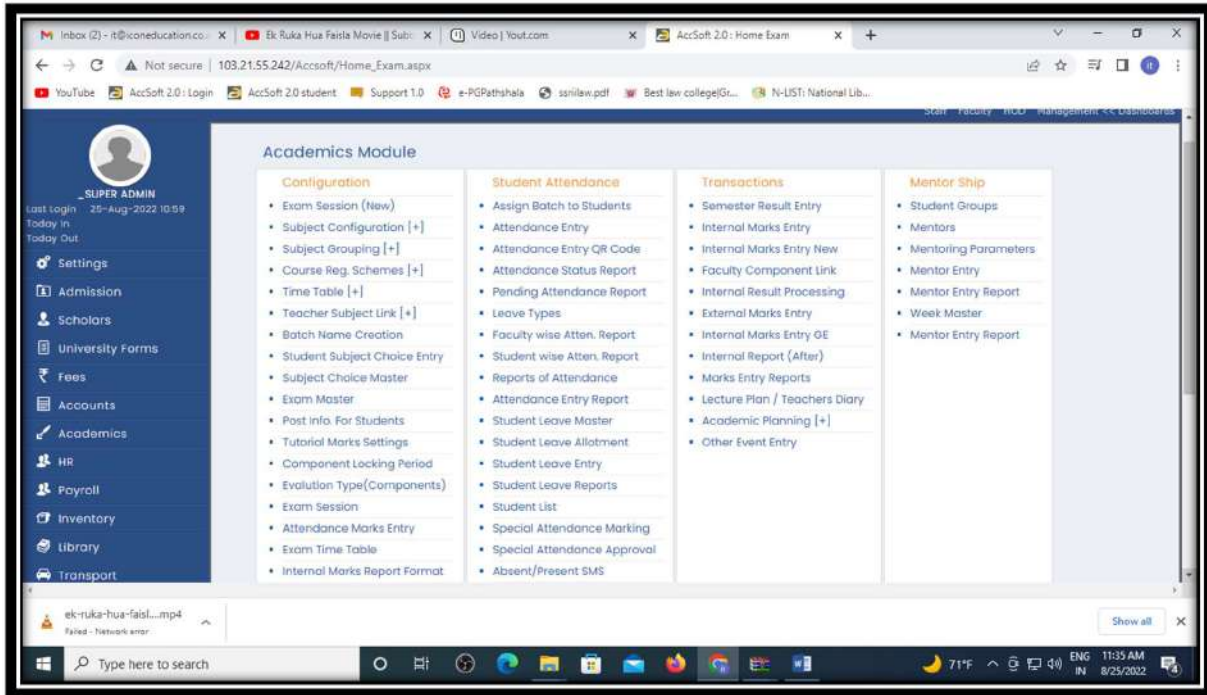 Inbox (2) - it@iconeducation.co.
Ek Ruka Hua Faisla Movie || Subt
Video | Yout.com
AccSoft 2.0 : Home Exam
Not secure | 103.21.55.242/Accsoft/Home_Exam.aspx
YouTube
AccSoft 2.0 : Login
AccSoft 2.0 student
Support 1.0
e-PGPathshala
ssnilaw.pdf
Best law college|Gr...
N-LIST: National Lib...
Staff Faculty HOD Management << Dashboards
_SUPER ADMIN
Last Login 25-Aug-2022 10:59
Today In
Today Out
Settings
Admission
Scholars
University Forms
Fees
Accounts
Academics
HR
Payroll
Inventory
Library
Transport
Academics Module
Configuration
Exam Session (New)
Subject Configuration [+]
Subject Grouping [+]
Course Reg. Schemes [+]
Time Table [+]
Teacher Subject Link [+]
Batch Name Creation
Student Subject Choice Entry
Subject Choice Master
Exam Master
Post Info. For Students
Tutorial Marks Settings
Component Locking Period
Evalution Type(Components)
Exam Session
Attendance Marks Entry
Exam Time Table
Internal Marks Report Format
Student Attendance
Assign Batch to Students
Attendance Entry
Attendance Entry QR Code
Attendance Status Report
Pending Attendance Report
Leave Types
Faculty wise Atten. Report
Student wise Atten. Report
Reports of Attendance
Attendance Entry Report
Student Leave Master
Student Leave Allotment
Student Leave Entry
Student Leave Reports
Student List
Special Attendance Marking
Special Attendance Approval
Absent/Present SMS
Transactions
Semester Result Entry
Internal Marks Entry
Internal Marks Entry New
Faculty Component Link
Internal Result Processing
External Marks Entry
Internal Marks Entry GE
Internal Report (After)
Marks Entry Reports
Lecture Plan / Teachers Diary
Academic Planning [+]
Other Event Entry
Mentor Ship
Student Groups
Mentors
Mentoring Parameters
Mentor Entry
Mentor Entry Report
Week Master
Mentor Entry Report
ek-ruka-hua-faisl....mp4
Failed - Network error
Show all
Type here to search
71°F
ENG
IN
11:35 AM
8/25/2022